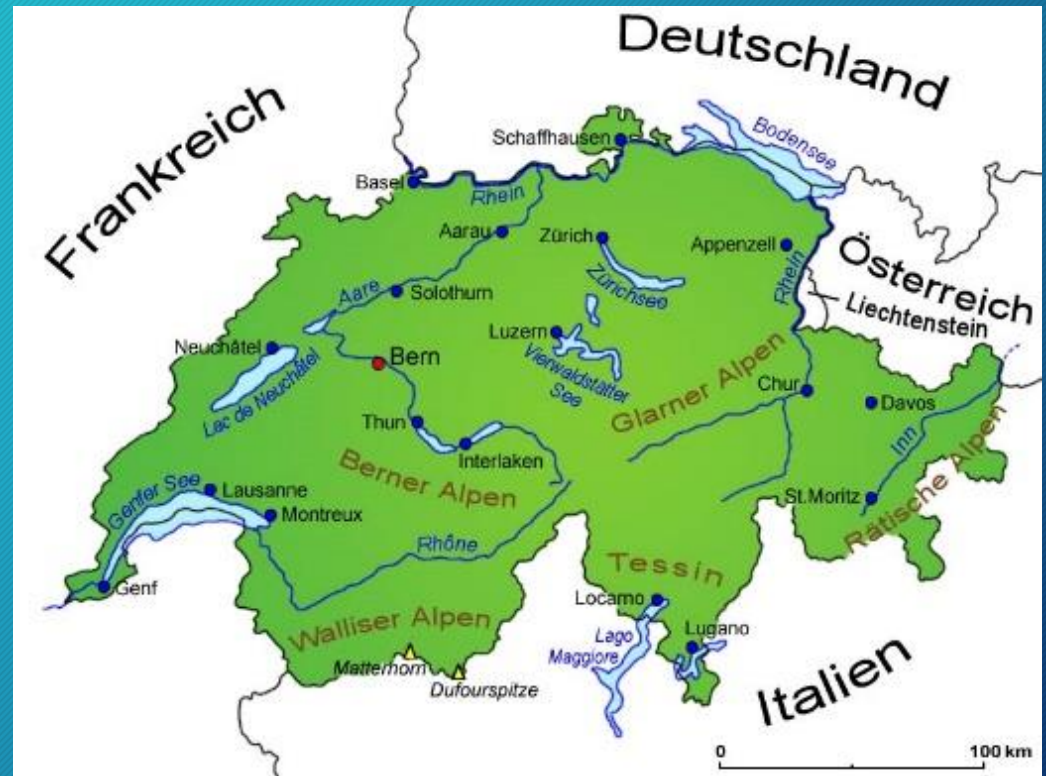 Deutschland
Frankreich
Schaffhausen
Bodensee
Basel
Rhein
Aarau
Zürich
Appenzell
Österreich
Rhein
Zürichsee
Aare
Solothurn
Liechtenstein
Luzern
Neuchâtel
Bern
Vierwaldstätter
See
Lac de Neuchâtel
Glarner Alpen
Chur
Davos
Thun
Inn
Interlaken
Berner Alpen
Genfer See
Lausanne
St.Moritz
Rätische Alpen
Montreux
Rhône
Tessin
Genf
Locarno
Walliser Alpen
Lugano
Lago
Maggiore
Matterhorn
Dufourspitze
Italien
0 100 km